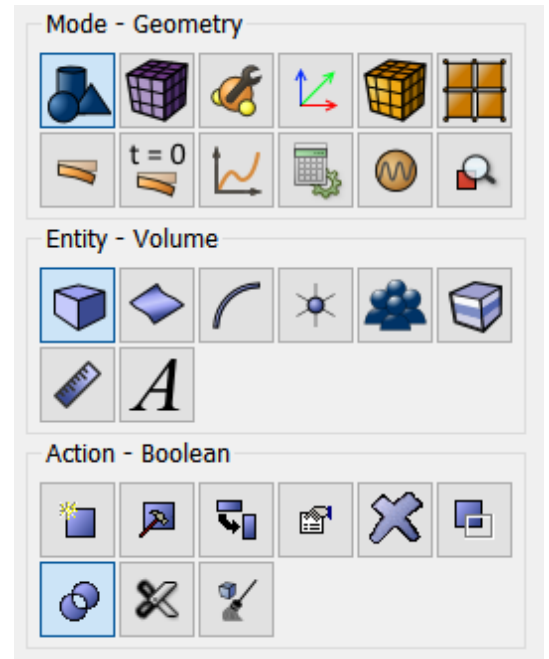 Mode - Geometry
t = 0
Entity - Volume
A
Action - Boolean